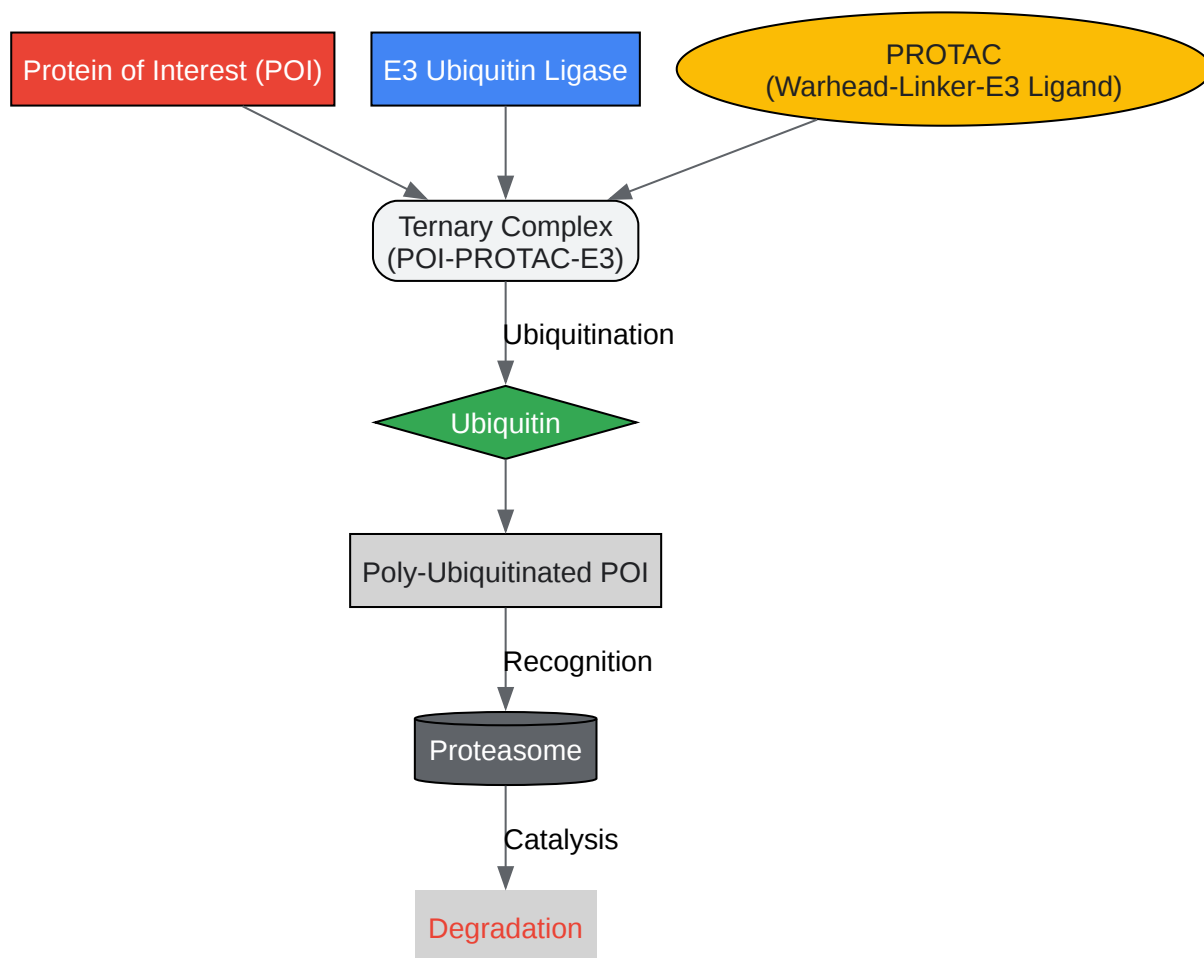 Protein of Interest (POI)
E3 Ubiquitin Ligase
PROTAC
(Warhead-Linker-E3 Ligand)
Ternary Complex
(POI-PROTAC-E3)
Ubiquitination
Ubiquitin
Poly-Ubiquitinated POI
Recognition
Proteasome
Catalysis
Degradation